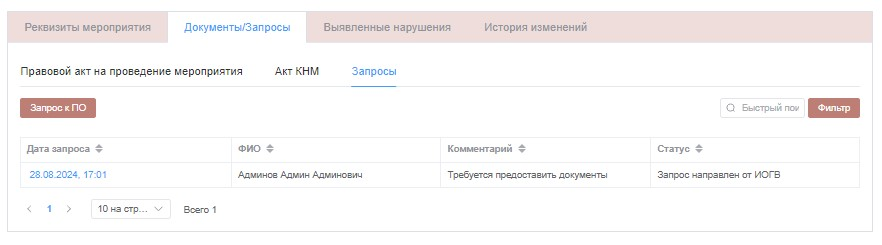 Реквизиты мероприятия Документы/Запросы Выявленные нарушения История изменений
Правовой акт на проведение мероприятия Акт КНМ Запросы
Запрос к ПО Быстрый пои Фильтр
Дата запроса ФИО Комментарий Статус
28.08.2024, 17:01 Админов Админ Админович Требуется предоставить документы Запрос направлен от ИОГВ
1 10 на стр... Всего 1